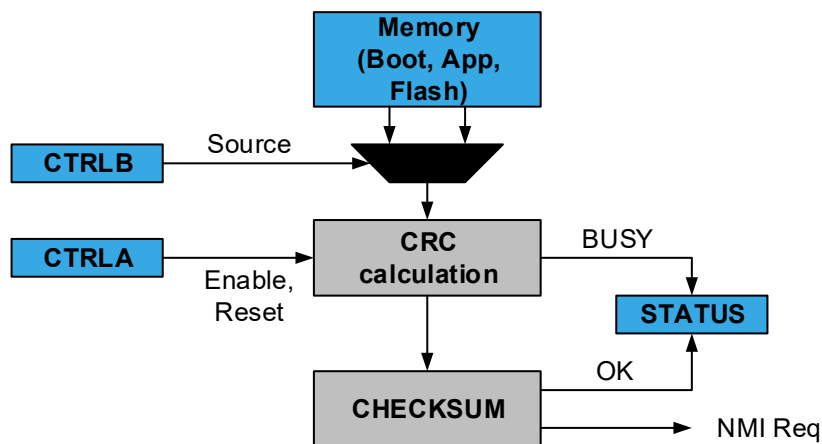 Memory
(Boot, App,
Flash)
CTRLB
Source
CTRLA
Enable,
Reset
CRC
calculation
BUSY
STATUS
OK
CHECKSUM
NMI Req